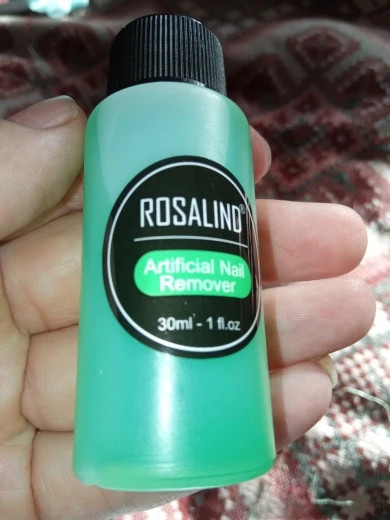 ROSALIND®
Artificial Nail
Remover
30ml - 1 fl.oz